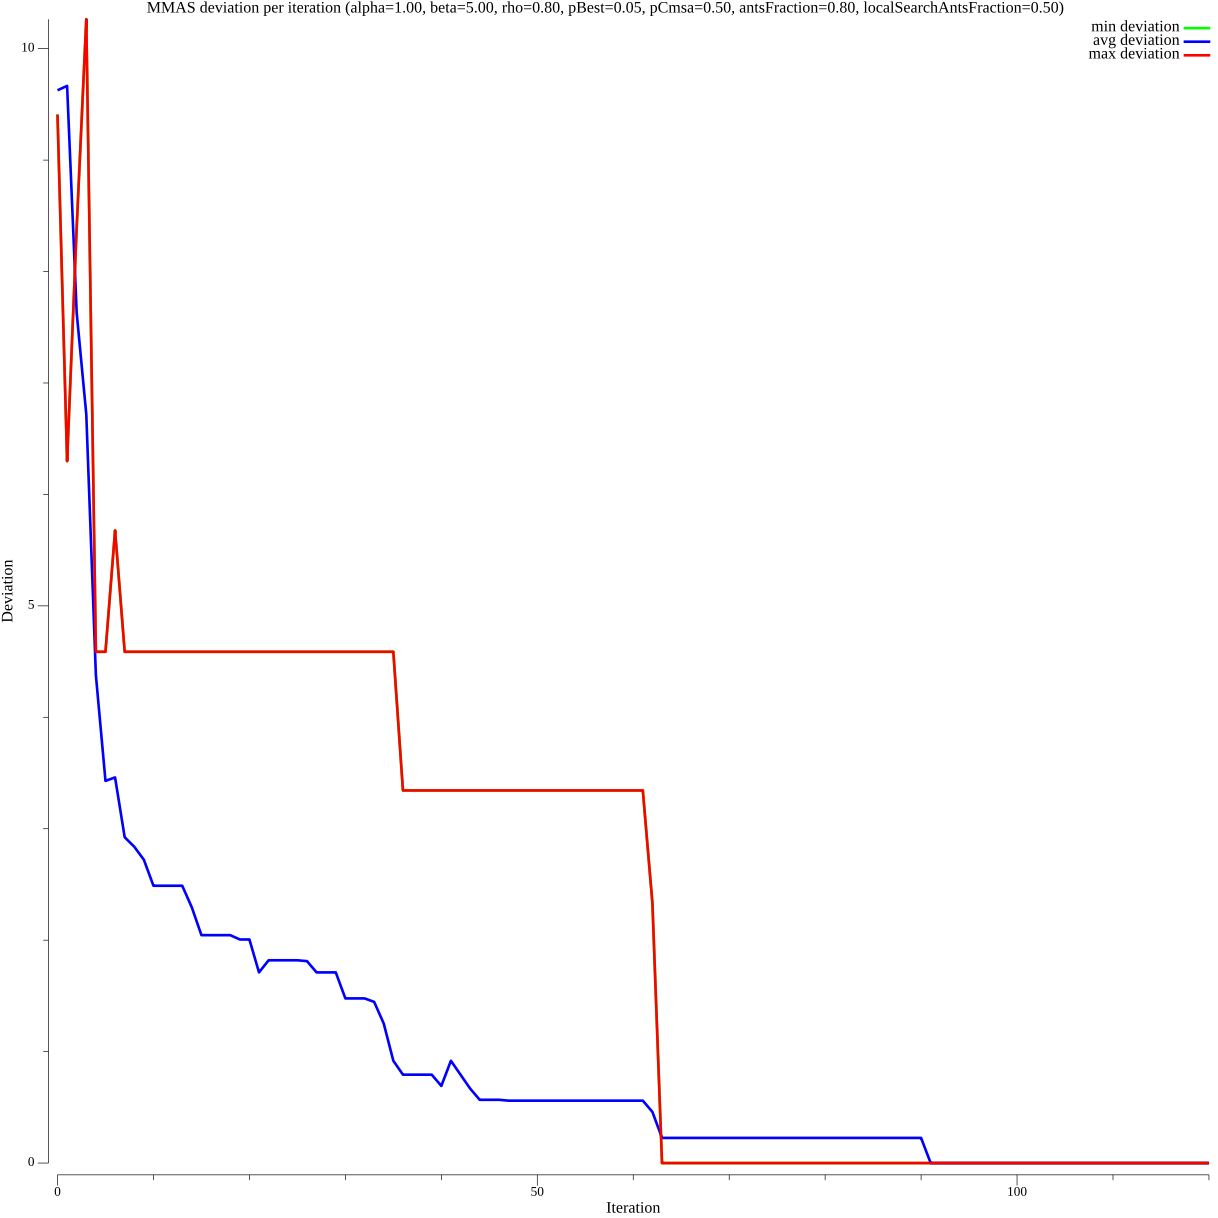 MMAS deviation per iteration (alpha=1.00, beta=5.00, rho=0.80, pBest=0.05, pCmsa=0.50, antsFraction=0.80, localSearchAntsFraction=0.50)
min deviation
avg deviation
max deviation
10
5
0
Deviation
0 50 100
Iteration